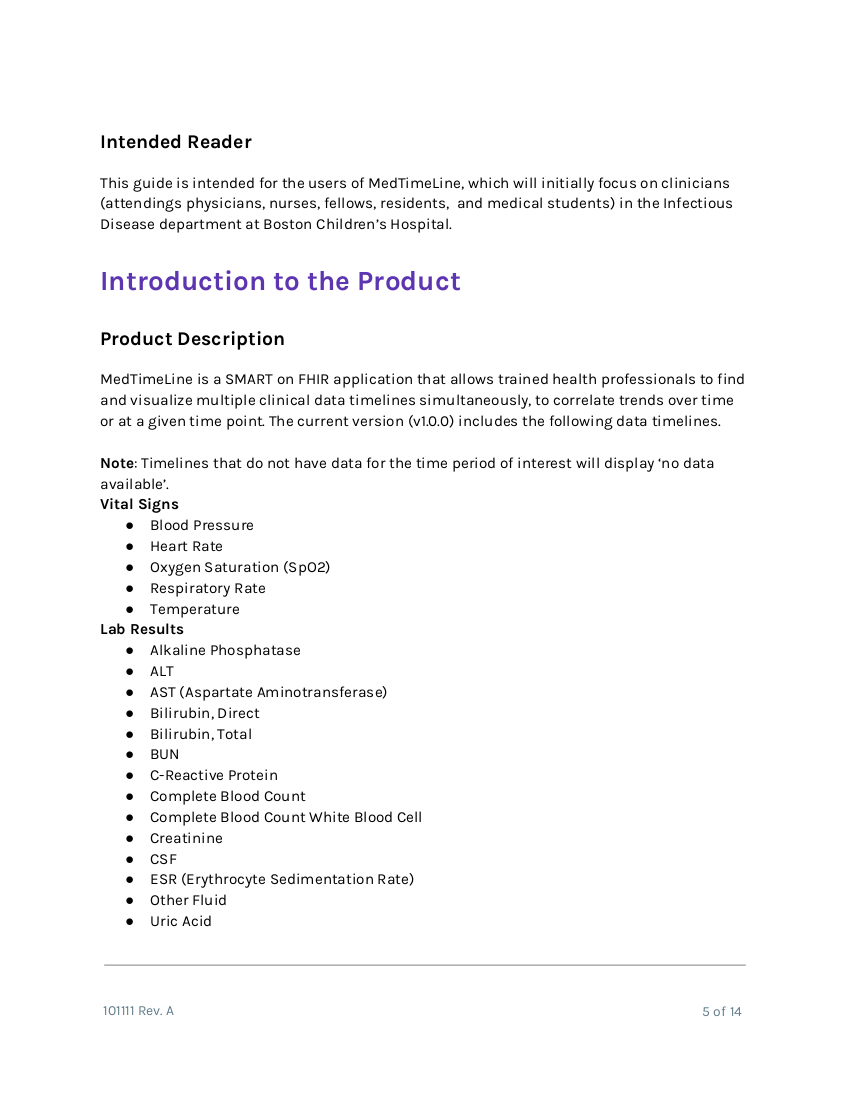 Intended Reader
This guide is intended for the users of MedTimeLine, which will initially focus on clinicians
(attendings physicians, nurses, fellows, residents,  and medical students) in the Infectious
Disease department at Boston Children’s Hospital.
Introduction to the Product
Product Description
MedTimeLine is a SMART on FHIR application that allows trained health professionals to find
and visualize multiple clinical data timelines simultaneously, to correlate trends over time
or at a given time point. The current version (v1.0.0) includes the following data timelines.
Note: Timelines that do not have data for the time period of interest will display ‘no data
available’.
Vital Signs
● Blood Pressure
● Heart Rate
● Oxygen Saturation (SpO2)
● Respiratory Rate
● Temperature
Lab Results
● Alkaline Phosphatase
● ALT
● AST (Aspartate Aminotransferase)
● Bilirubin, Direct
● Bilirubin, Total
● BUN
● C-Reactive Protein
● Complete Blood Count
● Complete Blood Count White Blood Cell
● Creatinine
● CSF
● ESR (Erythrocyte Sedimentation Rate)
● Other Fluid
● Uric Acid
101111 Rev. A
5 of 14